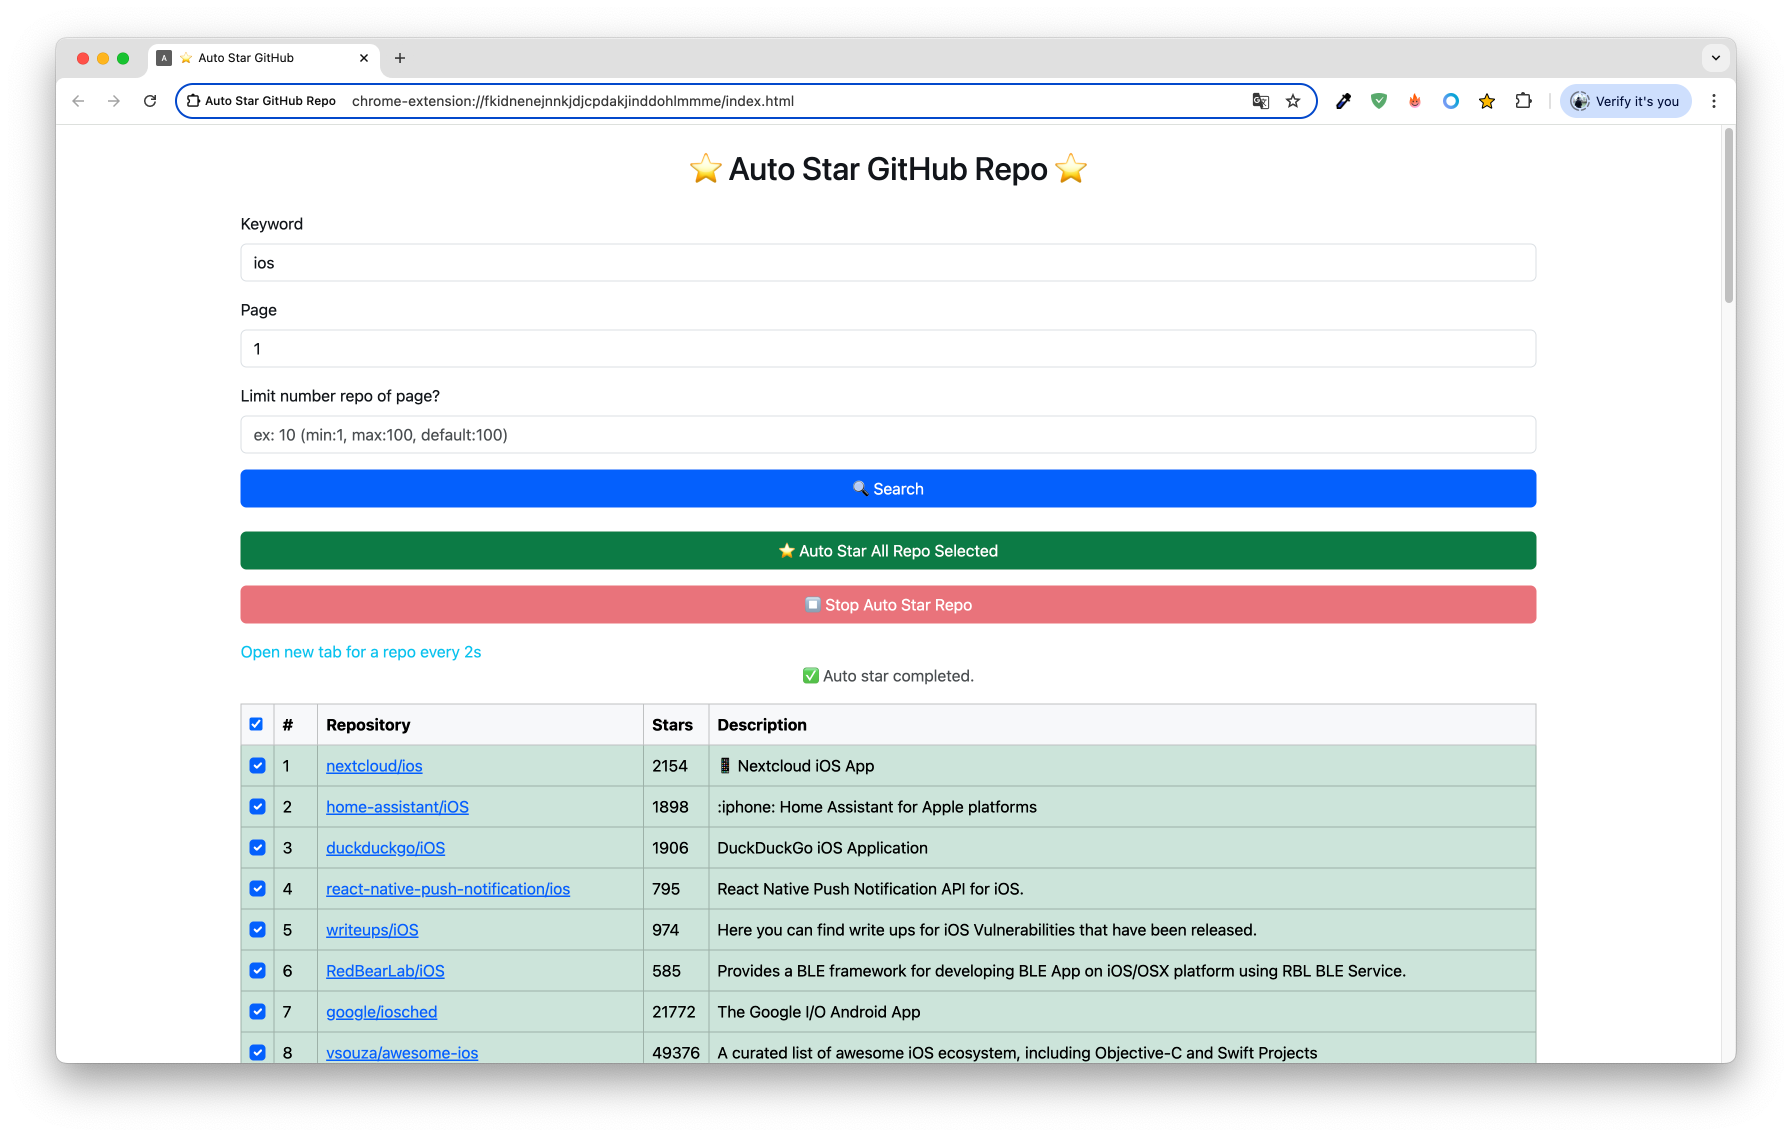 ⭐ Auto Star GitHub
Auto Star GitHub Repo chrome-extension://fkidnenejnnkjdjcpdakjinddohlmmme/index.html Verify it's you
⭐ Auto Star GitHub Repo ⭐
Keyword
ios
Page
1
Limit number repo of page?
ex: 10 (min:1, max:100, default:100)
🔍 Search
⭐ Auto Star All Repo Selected
⏹️ Stop Auto Star Repo
Open new tab for a repo every 2s
✅ Auto star completed.
# Repository Stars Description
1 nextcloud/ios 2154 📱 Nextcloud iOS App
2 home-assistant/iOS 1898 :iphone: Home Assistant for Apple platforms
3 duckduckgo/iOS 1906 DuckDuckGo iOS Application
4 react-native-push-notification/ios 795 React Native Push Notification API for iOS.
5 writeups/iOS 974 Here you can find write ups for iOS Vulnerabilities that have been released.
6 RedBearLab/iOS 585 Provides a BLE framework for developing BLE App on iOS/OSX platform using RBL BLE Service.
7 google/iosched 21772 The Google I/O Android App
8 vsouza/awesome-ios 49376 A curated list of awesome iOS ecosystem, including Objective-C and Swift Projects